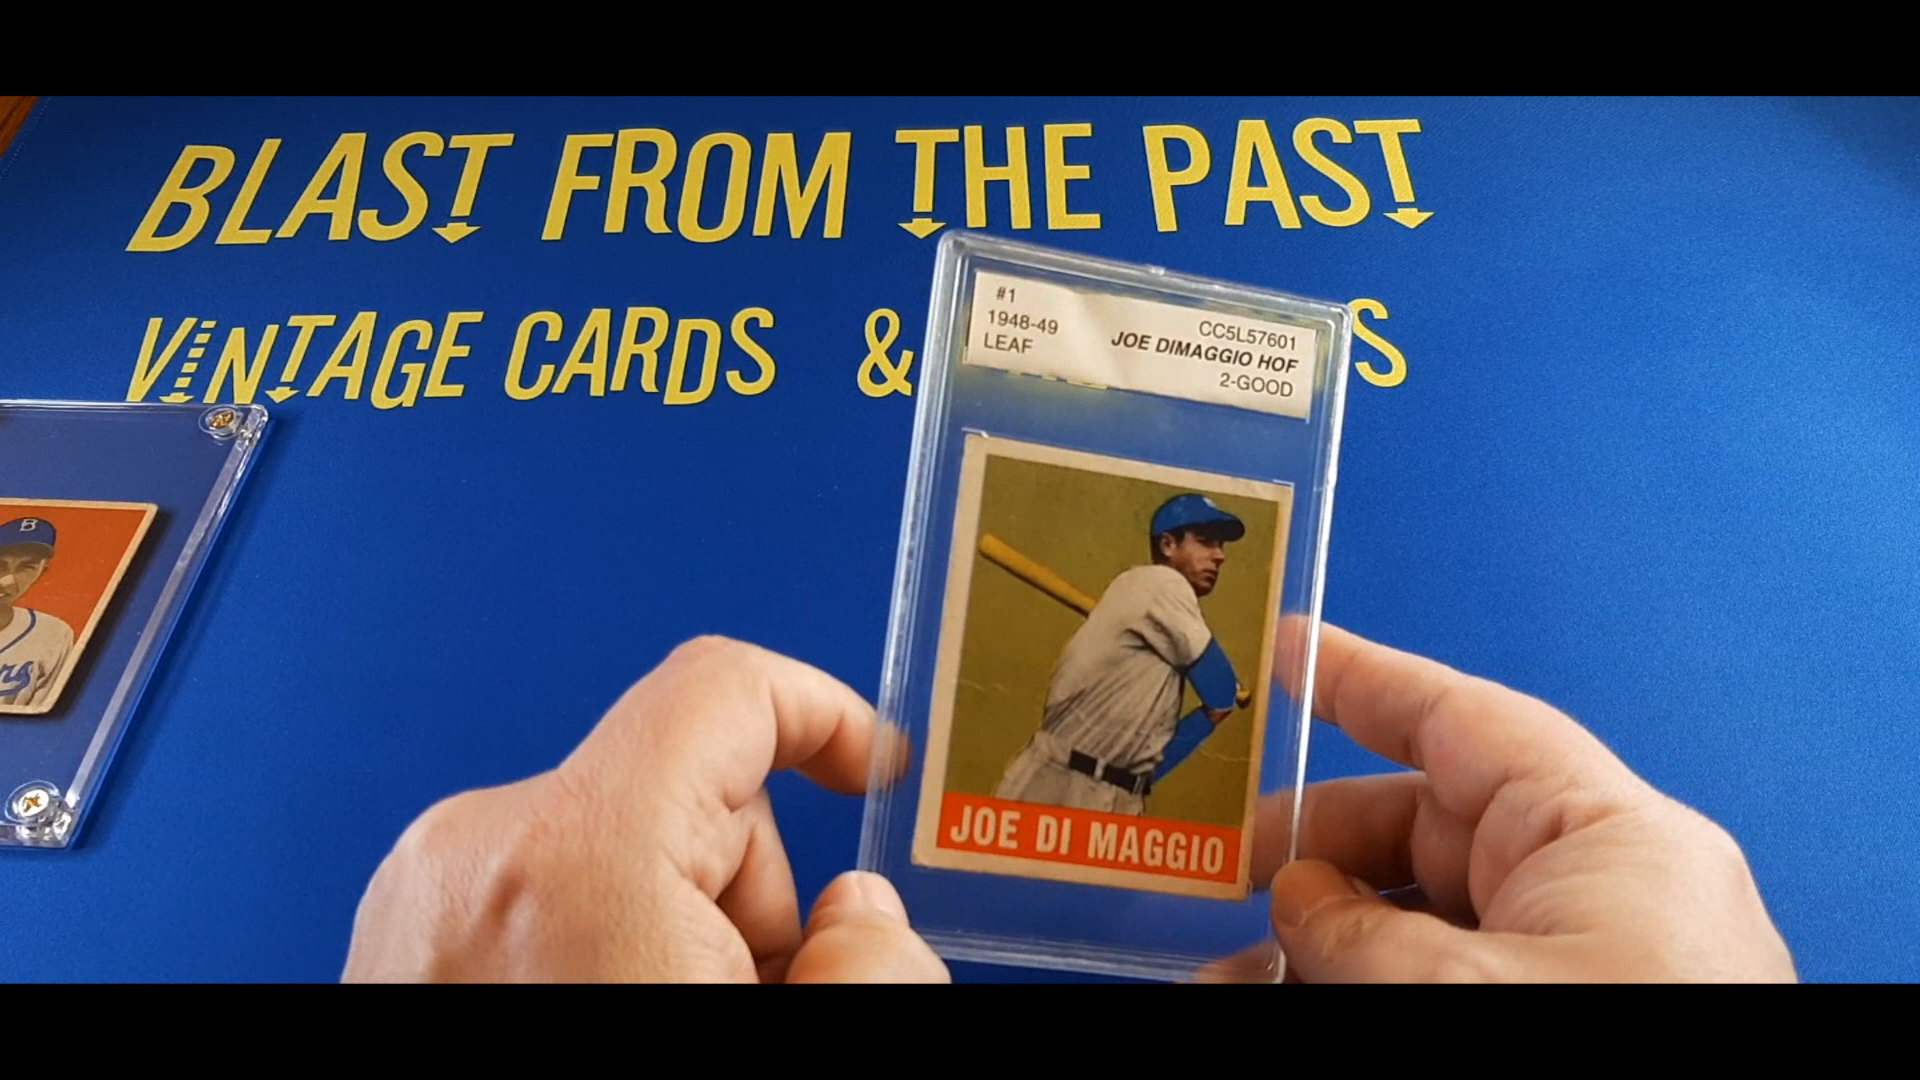 BLAST FROM THE PAST
VINTAGE CARDS &
#1
1948-49
LEAF
CC5L57601
JOE DIMAGGIO HOF
2-GOOD
B
JOE DI MAGGIO